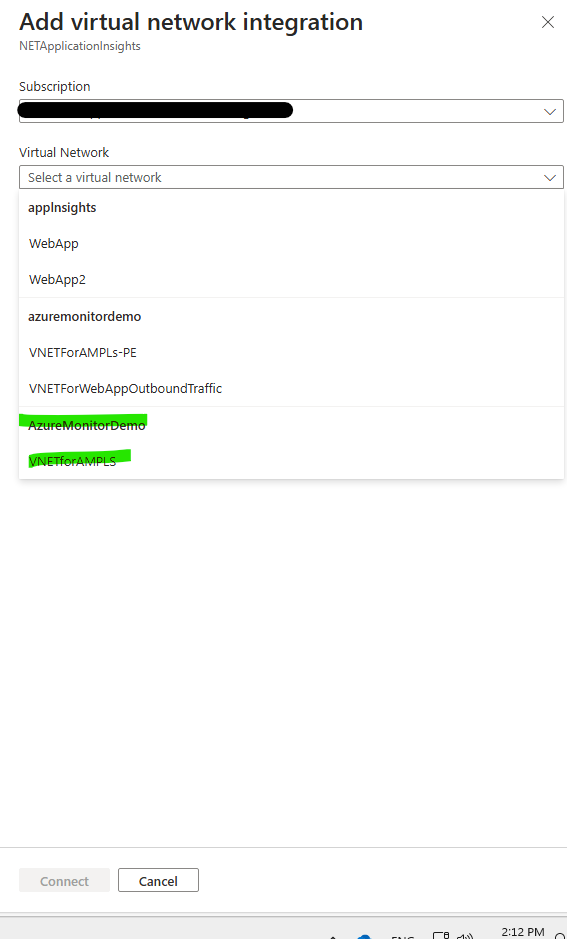 Add virtual network integration
NETApplicationInsights
Subscription
Virtual Network
Select a virtual network
appInsights
WebApp
WebApp2
azuremonitordemo
VNETForAMPLs-PE
VNETForWebAppOutboundTraffic
AzureMonitorDemo
VNETforAMPLS
Connect
Cancel
ENG
2:12 PM